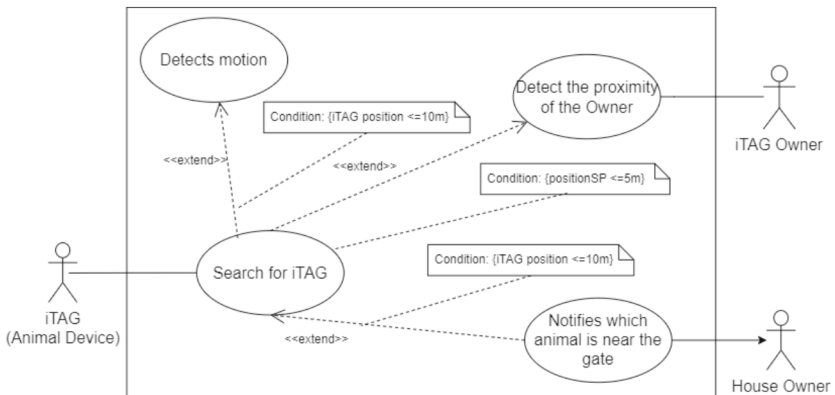 Detects motion
Detect the proximity
of the Owner
Condition: {iTAG position <=10m}
iTAG Owner
<<extend>>
<<extend>>
Condition: {positionSP <=5m}
Condition: {iTAG position <=10m}
Search for iTAG
iTAG
(Animal Device)
<<extend>>
Notifies which
animal is near the
gate
House Owner